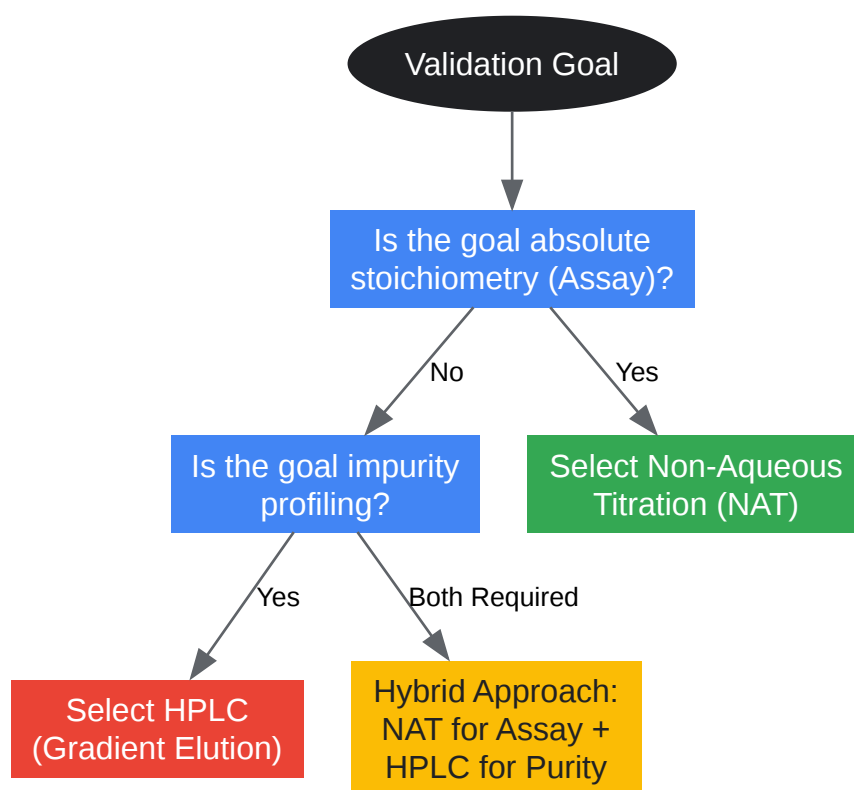 Validation Goal
Is the goal absolute
stoichiometry (Assay)?
No
Yes
Is the goal impurity
profiling?
Select Non-Aqueous
Titration (NAT)
Yes
Both Required
Select HPLC
(Gradient Elution)
Hybrid Approach:
NAT for Assay +
HPLC for Purity